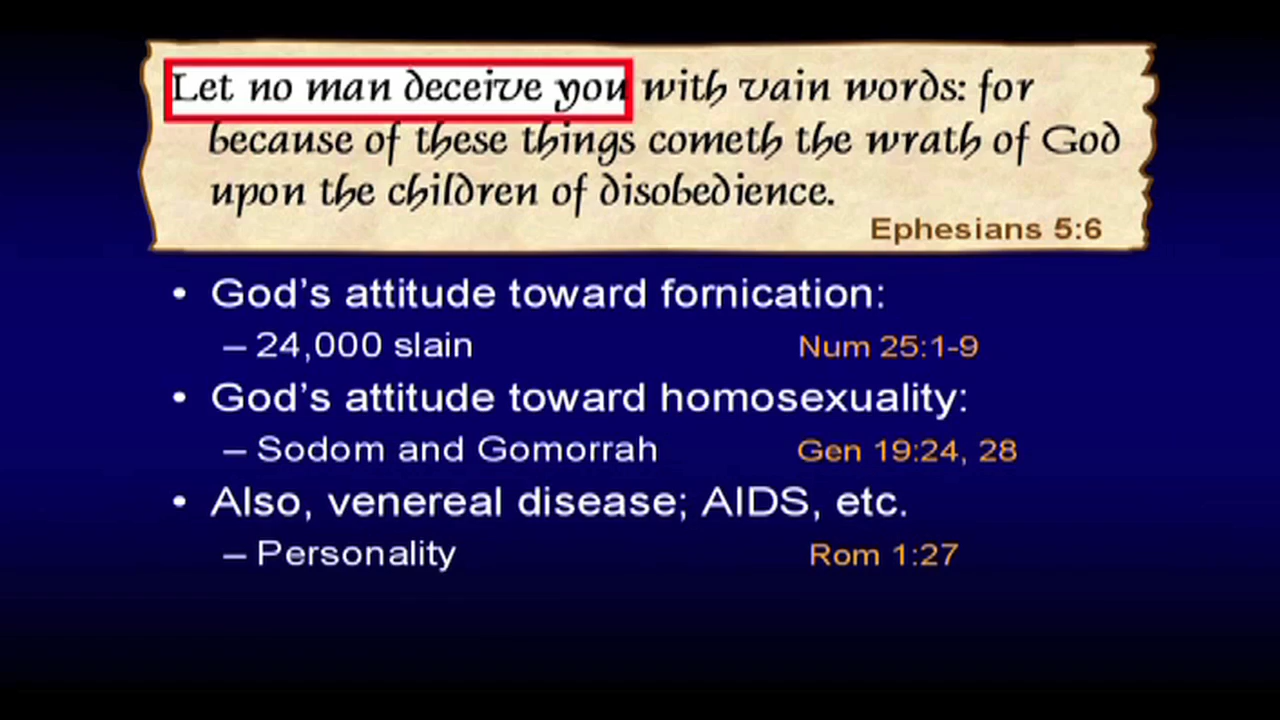 Let no man deceive you with vain words: for
because of these things cometh the wrath of God
upon the children of disobedience.
Ephesians 5:6
• God's attitude toward fornication:
– 24,000 slain Num 25:1-9
• God's attitude toward homosexuality:
– Sodom and Gomorrah Gen 19:24, 28
• Also, venereal disease; AIDS, etc.
– Personality Rom 1:27